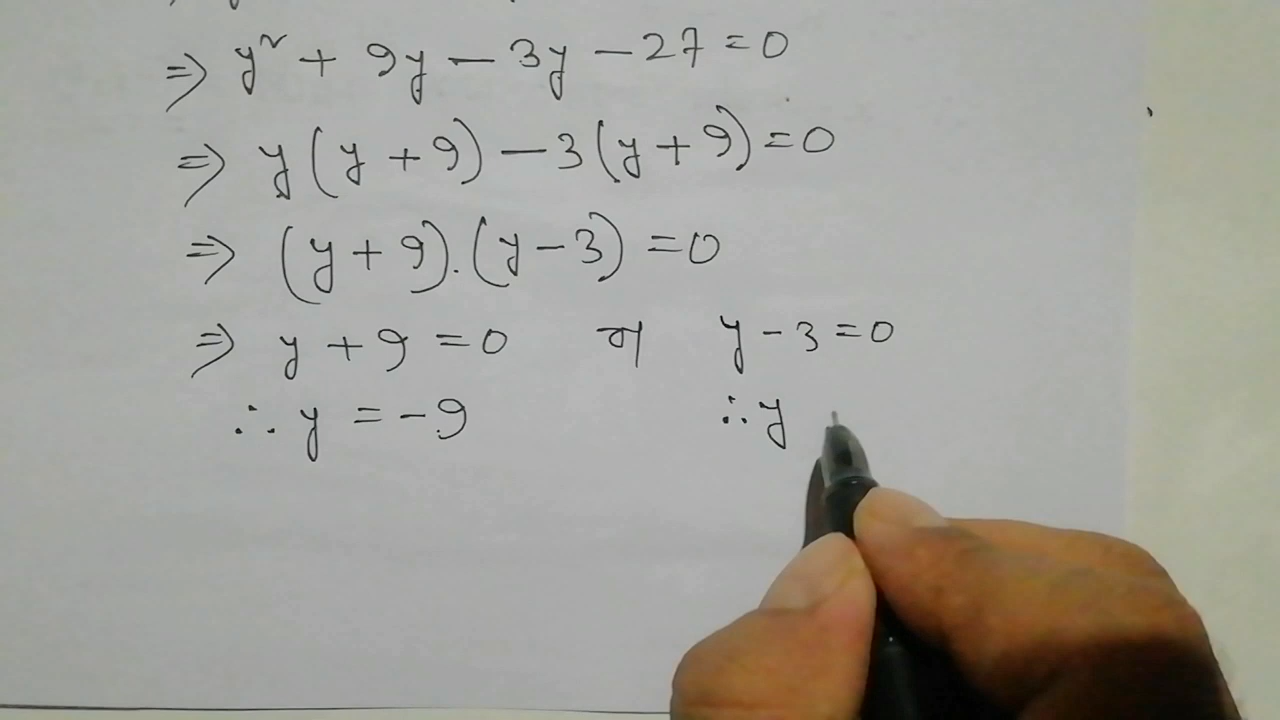 ⇒ y² + 9y − 3y − 27 = 0
⇒ y(y + 9) − 3(y + 9) = 0
⇒ (y + 9).(y − 3) = 0
⇒ y + 9 = 0 বা y − 3 = 0
∴ y = −9 ∴ y